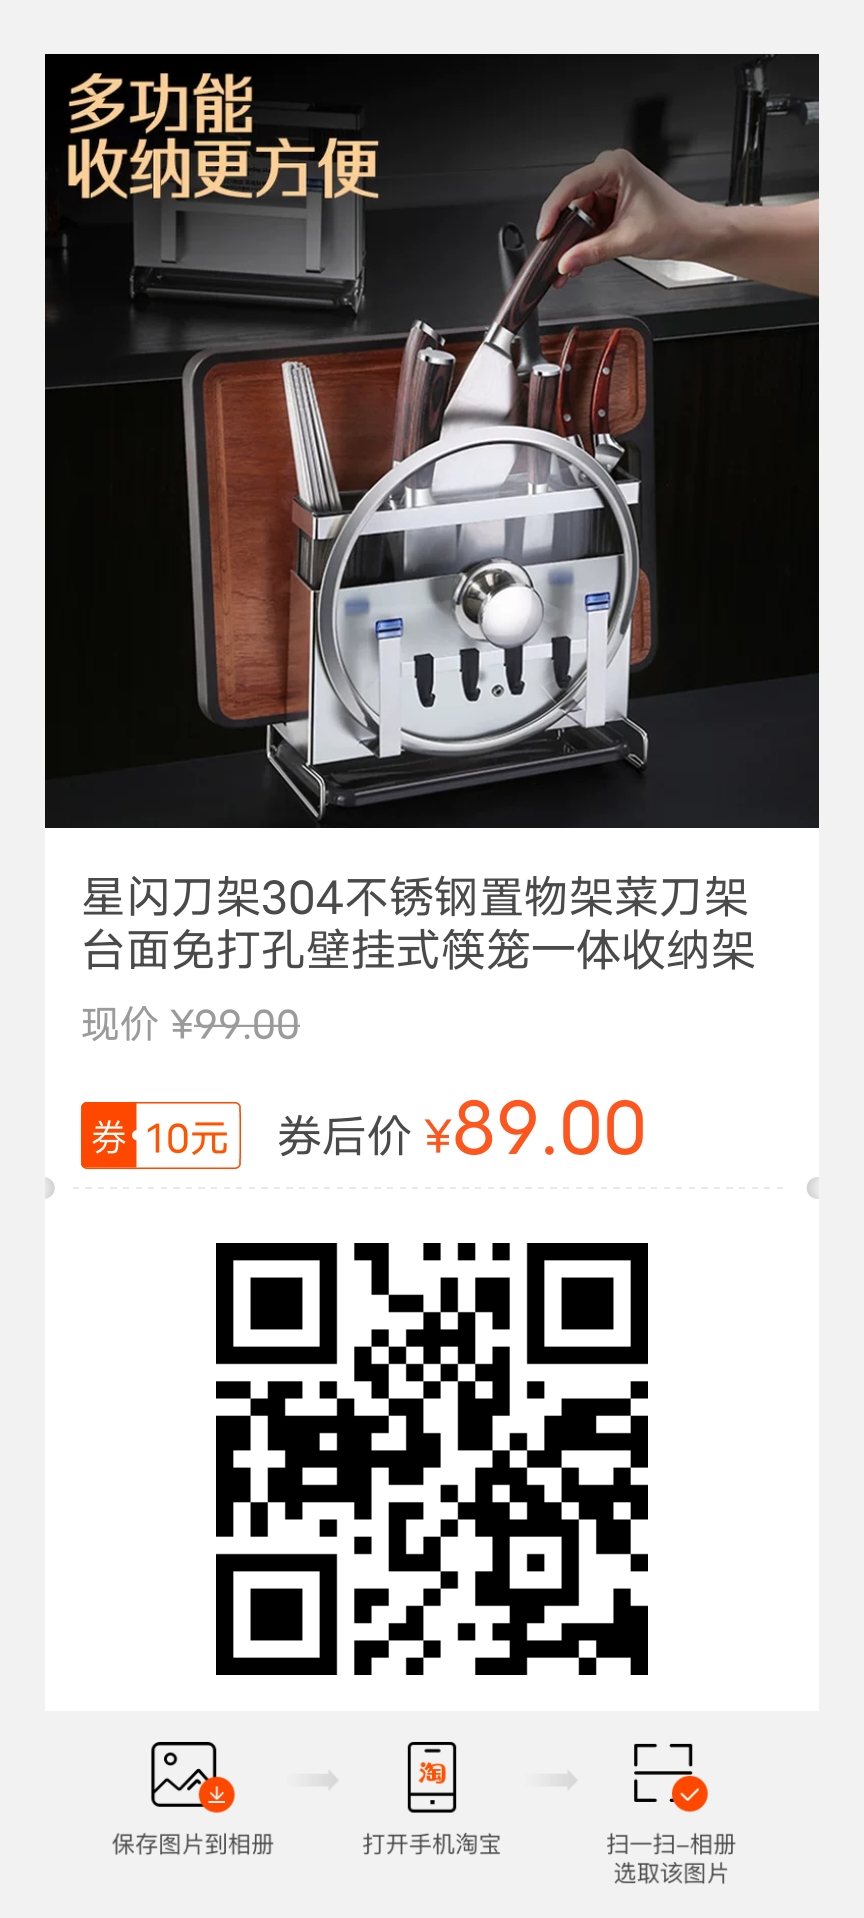 多功能
收纳更方便
星闪刀架304不锈钢置物架菜刀架
台面免打孔壁挂式筷笼一体收纳架
现价 ¥99.00
券 10元 券后价 ¥89.00
淘
保存图片到相册
打开手机淘宝
扫一扫-相册
选取该图片